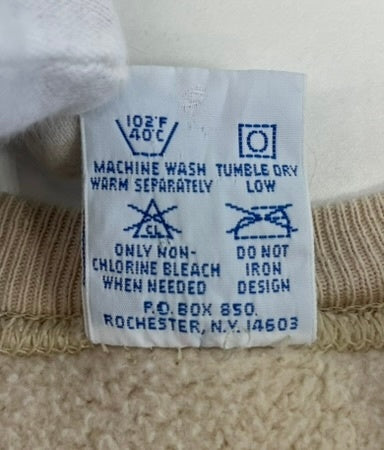 102°F
40°C
MACHINE WASH TUMBLE DRY
WARM SEPARATELY LOW
CL
ONLY NON- DO NOT
CHLORINE BLEACH IRON
WHEN NEEDED DESIGN
P.O. BOX 850.
ROCHESTER, N.Y. 14603